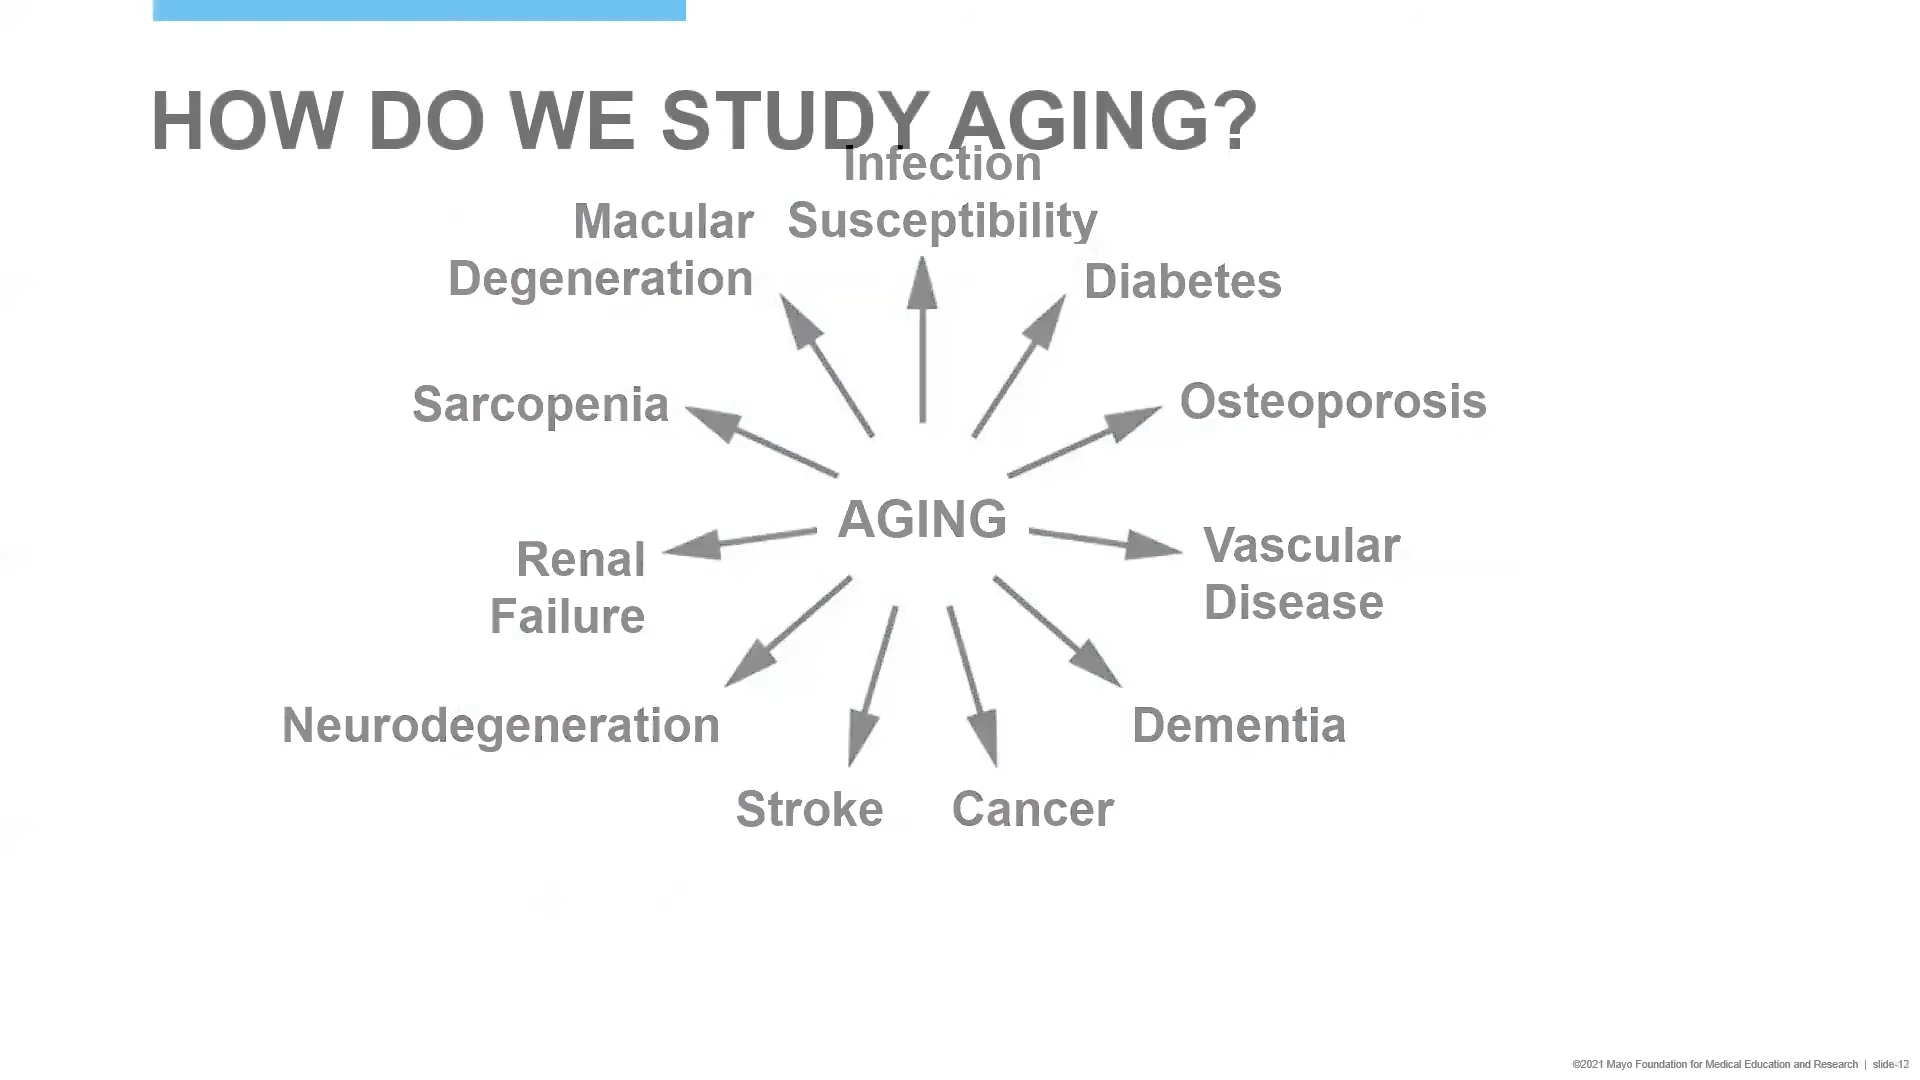 HOW DO WE STUDY AGING?
Infection
Susceptibility
Macular
Degeneration
Diabetes
Sarcopenia
Osteoporosis
AGING
Renal
Failure
Vascular
Disease
Neurodegeneration
Dementia
Stroke
Cancer
©2021 Mayo Foundation for Medical Education and Research | slide-12